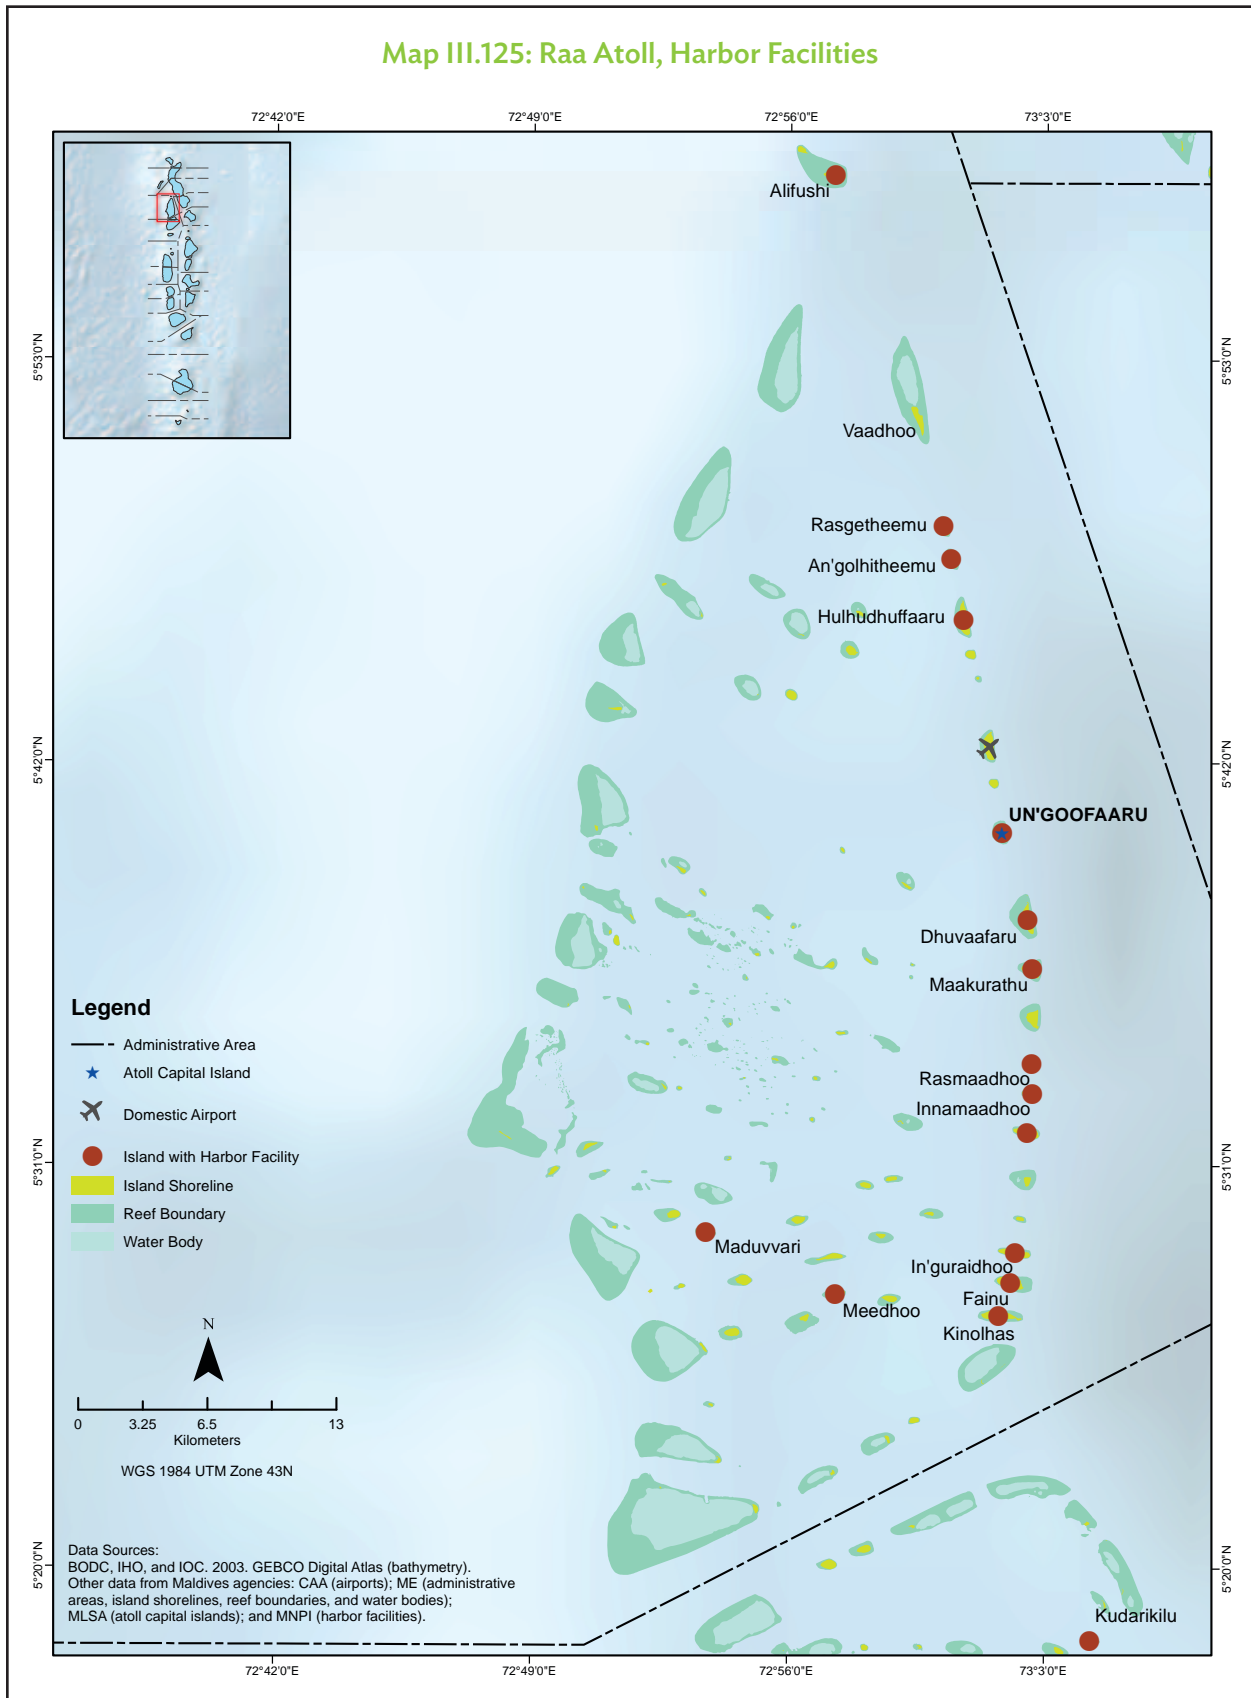 Map III.125: Raa Atoll, Harbor Facilities
72°42'0"E
72°49'0"E
72°56'0"E
73°3'0"E
Alifushi
5°53'0"N
5°53'0"N
Vaadhoo
Rasgetheemu
An'golhitheemu
Hulhudhuffaaru
5°42'0"N
5°42'0"N
UN'GOOFAARU
Dhuvaafaru
Maakurathu
Rasmaadhoo
Innamaadhoo
5°31'0"N
5°31'0"N
Maduvvari
In'guraidhoo
Meedhoo
Fainu
Kinolhas
Legend
Administrative Area
Atoll Capital Island
Domestic Airport
Island with Harbor Facility
Island Shoreline
Reef Boundary
Water Body
N
0 3.25 6.5 13
Kilometers
WGS 1984 UTM Zone 43N
Data Sources:
BODC, IHO, and IOC. 2003. GEBCO Digital Atlas (bathymetry).
Other data from Maldives agencies: CAA (airports); ME (administrative
areas, island shorelines, reef boundaries, and water bodies);
MLSA (atoll capital islands); and MNPI (harbor facilities).
5°20'0"N
5°20'0"N
Kudarikilu
72°42'0"E
72°49'0"E
72°56'0"E
73°3'0"E